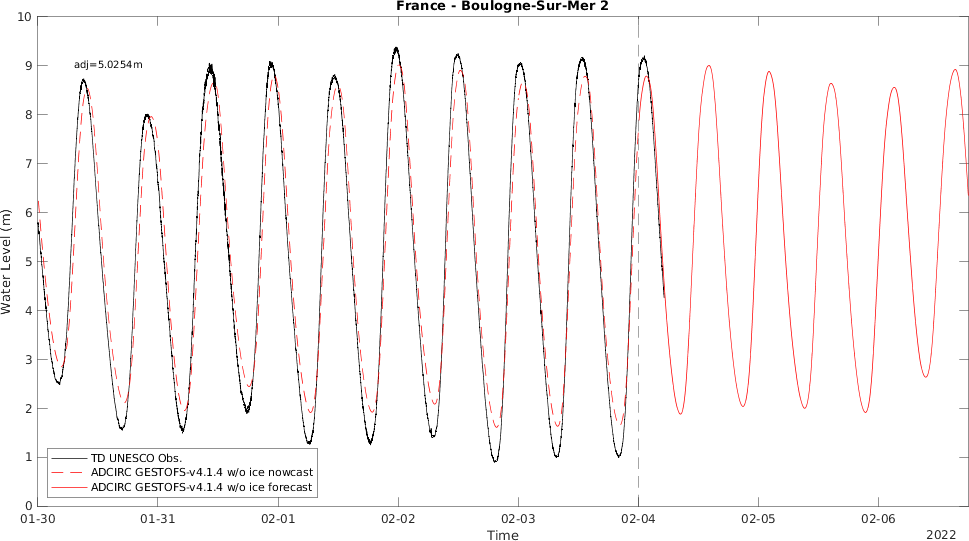 France - Boulogne-Sur-Mer 2
adj=5.0254m
Water Level (m)
10
9
8
7
6
5
4
3
2
1
0
TD UNESCO Obs.
ADCIRC GESTOFS-v4.1.4 w/o ice nowcast
ADCIRC GESTOFS-v4.1.4 w/o ice forecast
01-30 01-31 02-01 02-02 02-03 02-04 02-05 02-06
Time
2022